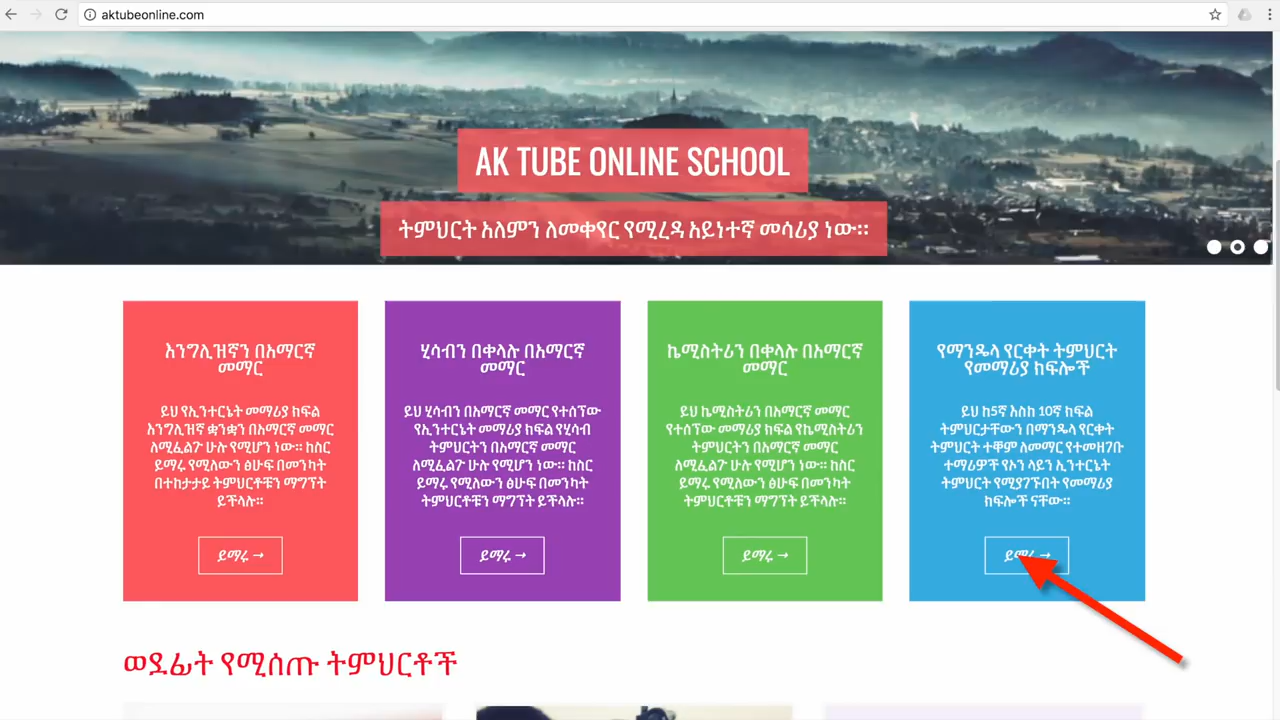 aktubeonline.com
AK TUBE ONLINE SCHOOL
ትምህርት አለምን ለመቀየር የሚረዳ አይነተኛ መሳሪያ ነው።
እንግሊዝኛን በአማርኛ
መማር
ይህ የኢንተርኔት መማሪያ ክፍል
እንግሊዝኛ ቋንቋን በአማርኛ መማር
ለሚፈልጉ ሁሉ የሚሆን ነው። ከስር
ይማሩ የሚለውን ፅሁፍ በመንካት
በተከታታይ ትምህርቶቹን ማግኘት
ይችላሉ።
ይማሩ →
ሂሳብን በቀላሉ በአማርኛ
መማር
ይህ ሂሳብን በአማርኛ መማር የተሰኘው
የኢንተርኔት መማሪያ ክፍል የሂሳብ
ትምህርትን በአማርኛ መማር
ለሚፈልጉ ሁሉ የሚሆን ነው። ከስር
ይማሩ የሚለውን ፅሁፍ በመንካት
ትምህርቶቹን ማግኘት ይችላሉ።
ይማሩ →
ኬሚስትሪን በቀላሉ በአማርኛ
መማር
ይህ ኬሚስትሪን በአማርኛ መማር
የተሰኘው መማሪያ ክፍል የኬሚስትሪን
ትምህርትን በአማርኛ መማር
ለሚፈልጉ ሁሉ የሚሆን ነው። ከስር
ይማሩ የሚለውን ፅሁፍ በመንካት
ትምህርቶቹን ማግኘት ይችላሉ።
ይማሩ →
የማንዴላ የርቀት ትምህርት
የመማሪያ ክፍሎች
ይህ ከ5ኛ እስከ 10ኛ ክፍል
ትምህርታቸውን በማንዴላ የርቀት
ትምህርት ተቐም ለመማር የተመዘገቡ
ተማሪዎች የኦን ላይን ኢንተርኔት
ትምህርት የሚያገኙበት የመማሪያ
ክፍሎች ናቸው።
ይማሩ →
ወደፊት የሚሰጡ ትምህርቶች